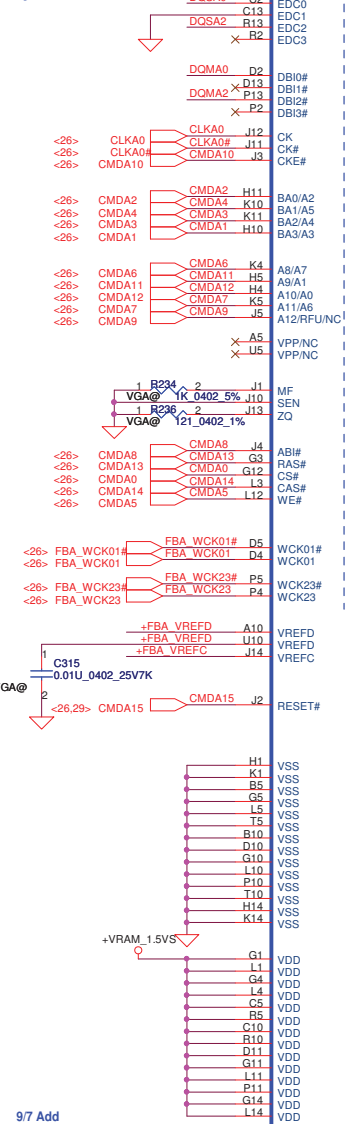 C2 EDC0
C13 EDC1
DQSA2 R13 EDC2
R2 EDC3
DQMA0 D2 DBI0#
D13 DBI1#
DQMA2 P13 DBI2#
P2 DBI3#
<26> CLKA0 CLKA0 J12 CK
<26> CLKA0# CLKA0# J11 CK#
<26> CMDA10 CMDA10 J3 CKE#
<26> CMDA2 CMDA2 H11 BA0/A2
<26> CMDA4 CMDA4 K10 BA1/A5
<26> CMDA3 CMDA3 K11 BA2/A4
<26> CMDA1 CMDA1 H10 BA3/A3
<26> CMDA6 CMDA6 K4 A8/A7
<26> CMDA11 CMDA11 H5 A9/A1
<26> CMDA12 CMDA12 H4 A10/A0
<26> CMDA7 CMDA7 K5 A11/A6
<26> CMDA9 CMDA9 J5 A12/RFU/NC
A5 VPP/NC
U5 VPP/NC
1 R234 2 J1 MF
VGA@ 1K_0402_5% J10 SEN
1 R236 2 J13 ZQ
VGA@ 121_0402_1%
<26> CMDA8 CMDA8 J4 ABI#
<26> CMDA13 CMDA13 G3 RAS#
<26> CMDA0 CMDA0 G12 CS#
<26> CMDA14 CMDA14 L3 CAS#
<26> CMDA5 CMDA5 L12 WE#
<26> FBA_WCK01# FBA_WCK01# D5 WCK01#
<26> FBA_WCK01 FBA_WCK01 D4 WCK01
<26> FBA_WCK23# FBA_WCK23# P5 WCK23#
<26> FBA_WCK23 FBA_WCK23 P4 WCK23
+FBA_VREFD A10 VREFD
+FBA_VREFD U10 VREFD
+FBA_VREFC J14 VREFC
1
C315
0.01U_0402_25V7K
GA@
2
<26,29> CMDA15 CMDA15 J2 RESET#
H1 VSS
K1 VSS
B5 VSS
G5 VSS
L5 VSS
T5 VSS
B10 VSS
D10 VSS
G10 VSS
L10 VSS
P10 VSS
T10 VSS
H14 VSS
K14 VSS
+VRAM_1.5VS
G1 VDD
L1 VDD
G4 VDD
L4 VDD
C5 VDD
R5 VDD
C10 VDD
R10 VDD
D11 VDD
G11 VDD
L11 VDD
P11 VDD
G14 VDD
L14 VDD
9/7 Add